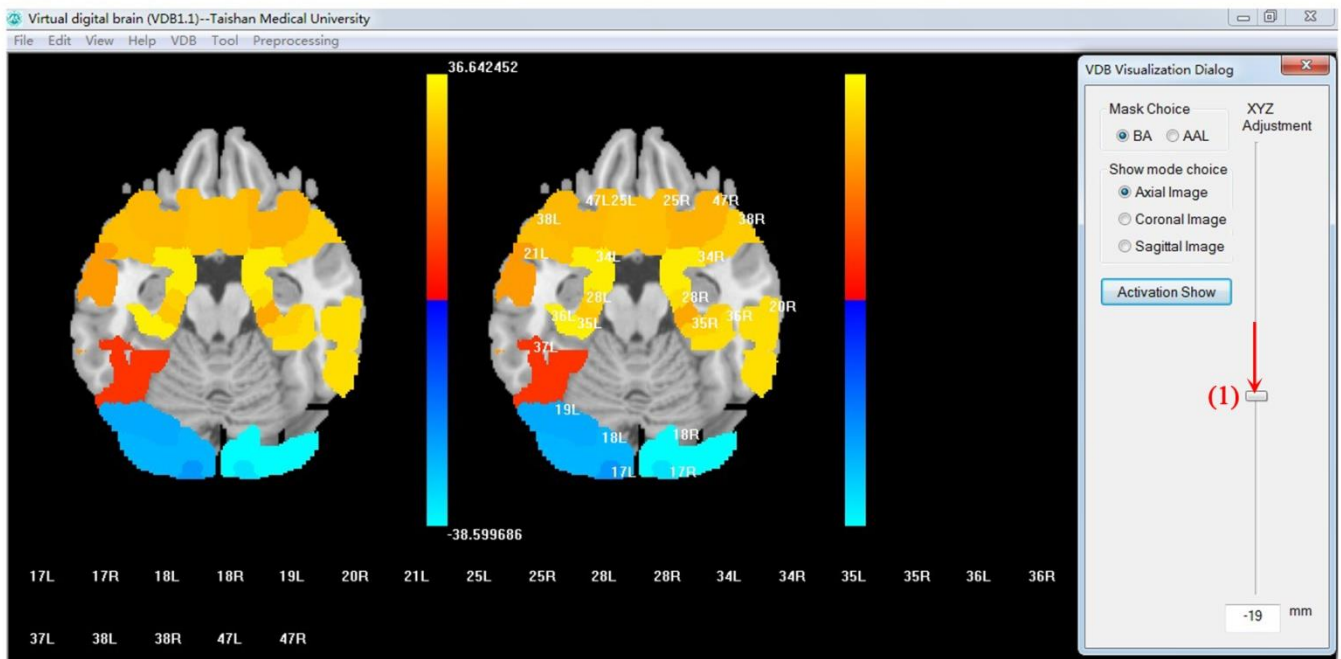 Virtual digital brain (VDB1.1)--Taishan Medical University
File Edit View Help VDB Tool Preprocessing
36.642452
47L 25L 25R 47R
38L 38R
21L 34L 34R
28L 28R 20R
36L 35L 35R 36R
37L
19L
18L 18R
17L 17R
-38.599686
17L 17R 18L 18R 19L 20R 21L 25L 25R 28L 28R 34L 34R 35L 35R 36L 36R
37L 38L 38R 47L 47R
VDB Visualization Dialog
Mask Choice
BA AAL
Show mode choice
Axial Image
Coronal Image
Sagittal Image
Activation Show
XYZ
Adjustment
(1)
-19 mm